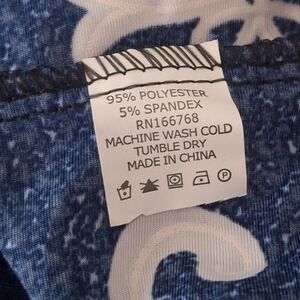 95% POLYESTER
5% SPANDEX
RN166768
MACHINE WASH COLD
TUMBLE DRY
MADE IN CHINA
P